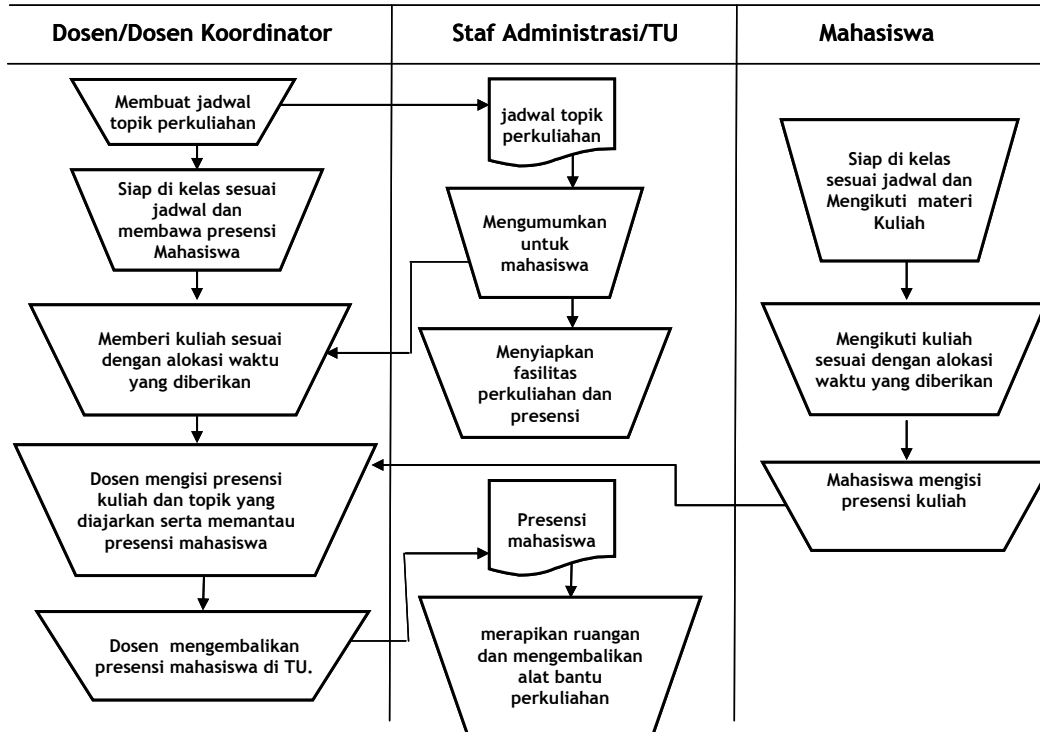 Dosen/Dosen Koordinator
Staf Administrasi/TU
Mahasiswa
Membuat jadwal
topik perkuliahan
Siap di kelas sesuai
jadwal dan
membawa presensi
Mahasiswa
Memberi kuliah sesuai
dengan alokasi waktu
yang diberikan
Dosen mengisi presensi
kuliah dan topik yang
diajarkan serta memantau
presensi mahasiswa
Dosen mengembalikan
presensi mahasiswa di TU.
jadwal topik
perkuliahan
Mengumumkan
untuk
mahasiswa
Menyiapkan
fasilitas
perkuliahan dan
presensi
Presensi
mahasiswa
merapikan ruangan
dan mengembalikan
alat bantu
perkuliahan
Siap di kelas
sesuai jadwal dan
Mengikuti materi
Kuliah
Mengikuti kuliah
sesuai dengan alokasi
waktu yang diberikan
Mahasiswa mengisi
presensi kuliah